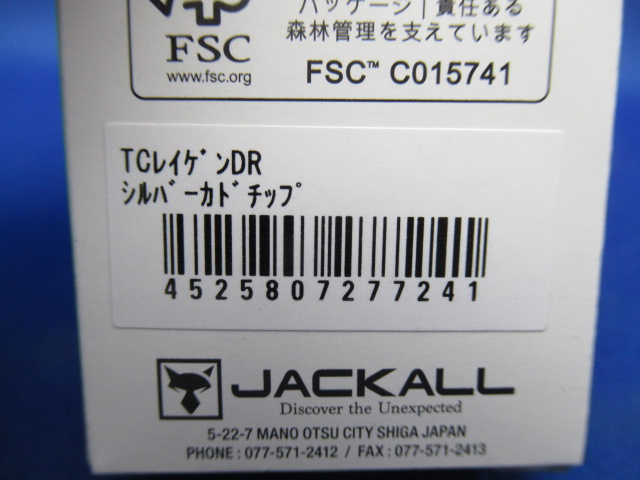 パッケージ | 責任ある
森林管理を支えています
FSC
www.fsc.org
FSC™ C015741
TCﾚｲｹﾞﾝDR
ｼﾙﾊﾞｰｶﾄﾞﾁｯﾌﾟ
4525807277241
JACKALL
Discover the Unexpected
5-22-7 MANO OTSU CITY SHIGA JAPAN
PHONE : 077-571-2412 / FAX : 077-571-2413